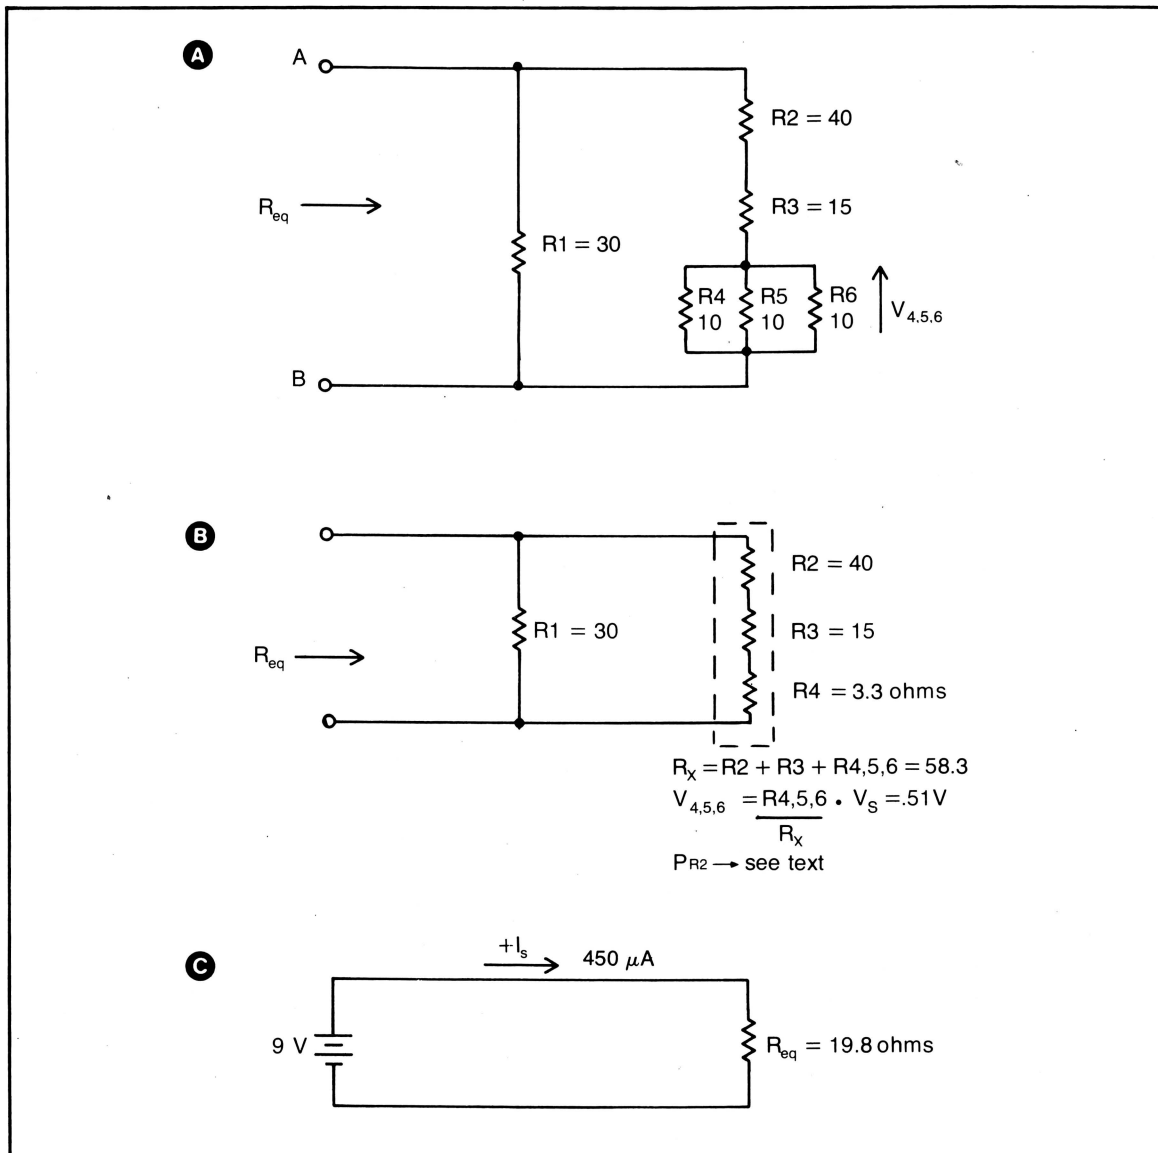 A
A
R2 = 40
R3 = 15
Req
R1 = 30
R4 10
R5 10
R6 10
V4,5,6
B
B
R2 = 40
R1 = 30
R3 = 15
Req
R4 = 3.3 ohms
RX = R2 + R3 + R4,5,6 = 58.3
V4,5,6 = R4,5,6 • VS = .51V
RX
PR2 → see text
C
+Is 450 µA
9 V
Req = 19.8 ohms